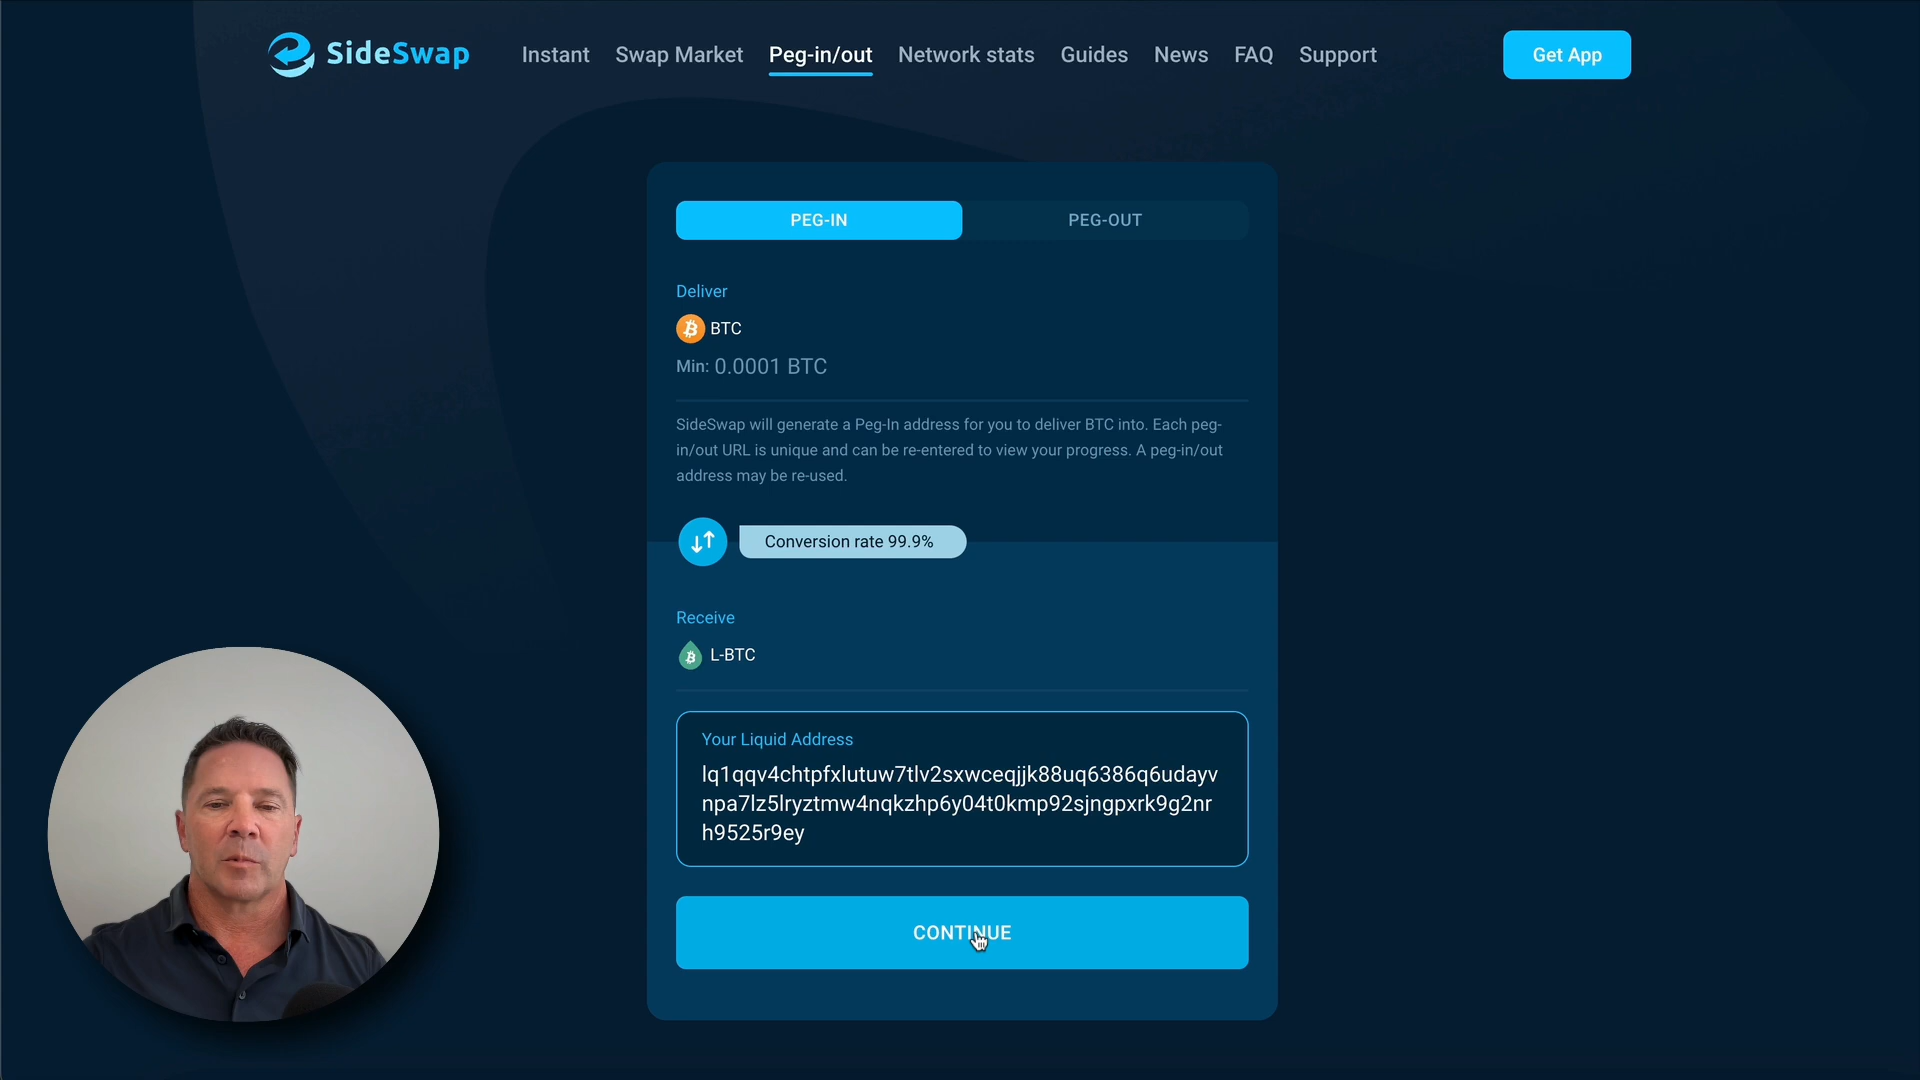 SideSwap Instant Swap Market Peg-in/out Network stats Guides News FAQ Support Get App
PEG-IN PEG-OUT
Deliver
BTC
Min: 0.0001 BTC
SideSwap will generate a Peg-In address for you to deliver BTC into. Each peg-
in/out URL is unique and can be re-entered to view your progress. A peg-in/out
address may be re-used.
Conversion rate 99.9%
Receive
L-BTC
Your Liquid Address
lq1qqv4chtpfxlutuw7tlv2sxwceqjjk88uq6386q6udayv
npa7lz5lryztmw4nqkzhp6y04t0kmp92sjngpxrk9g2nr
h9525r9ey
CONTINUE